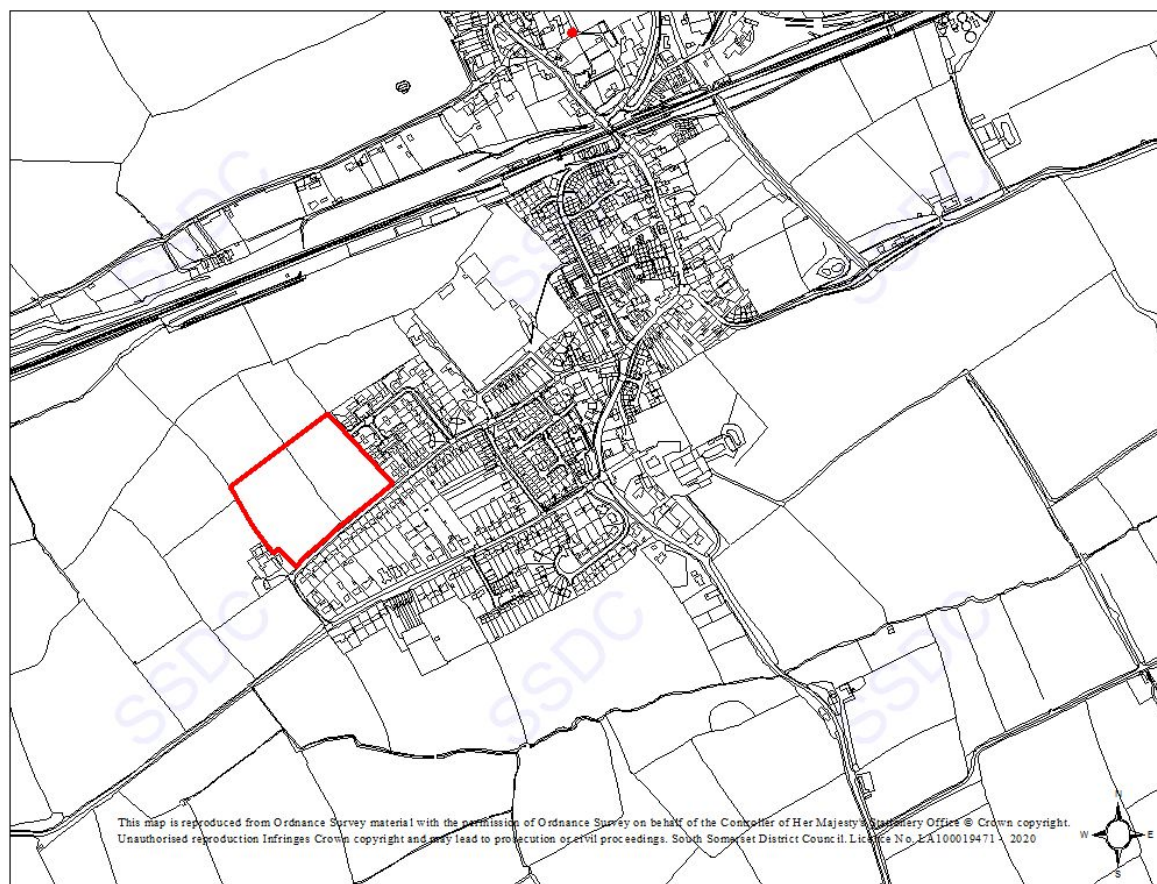 SSDC SSDC SSDC
SSDC SSDC SSDC
This map is reproduced from Ordnance Survey material with the permission of Ordnance Survey on behalf of the Controller of Her Majesty's Stationery Office © Crown copyright.
Unauthorised reproduction Infringes Crown copyright and may lead to prosecution or civil proceedings. South Somerset District Council. Licence No. LA100019471 - 2020
N
W E
S